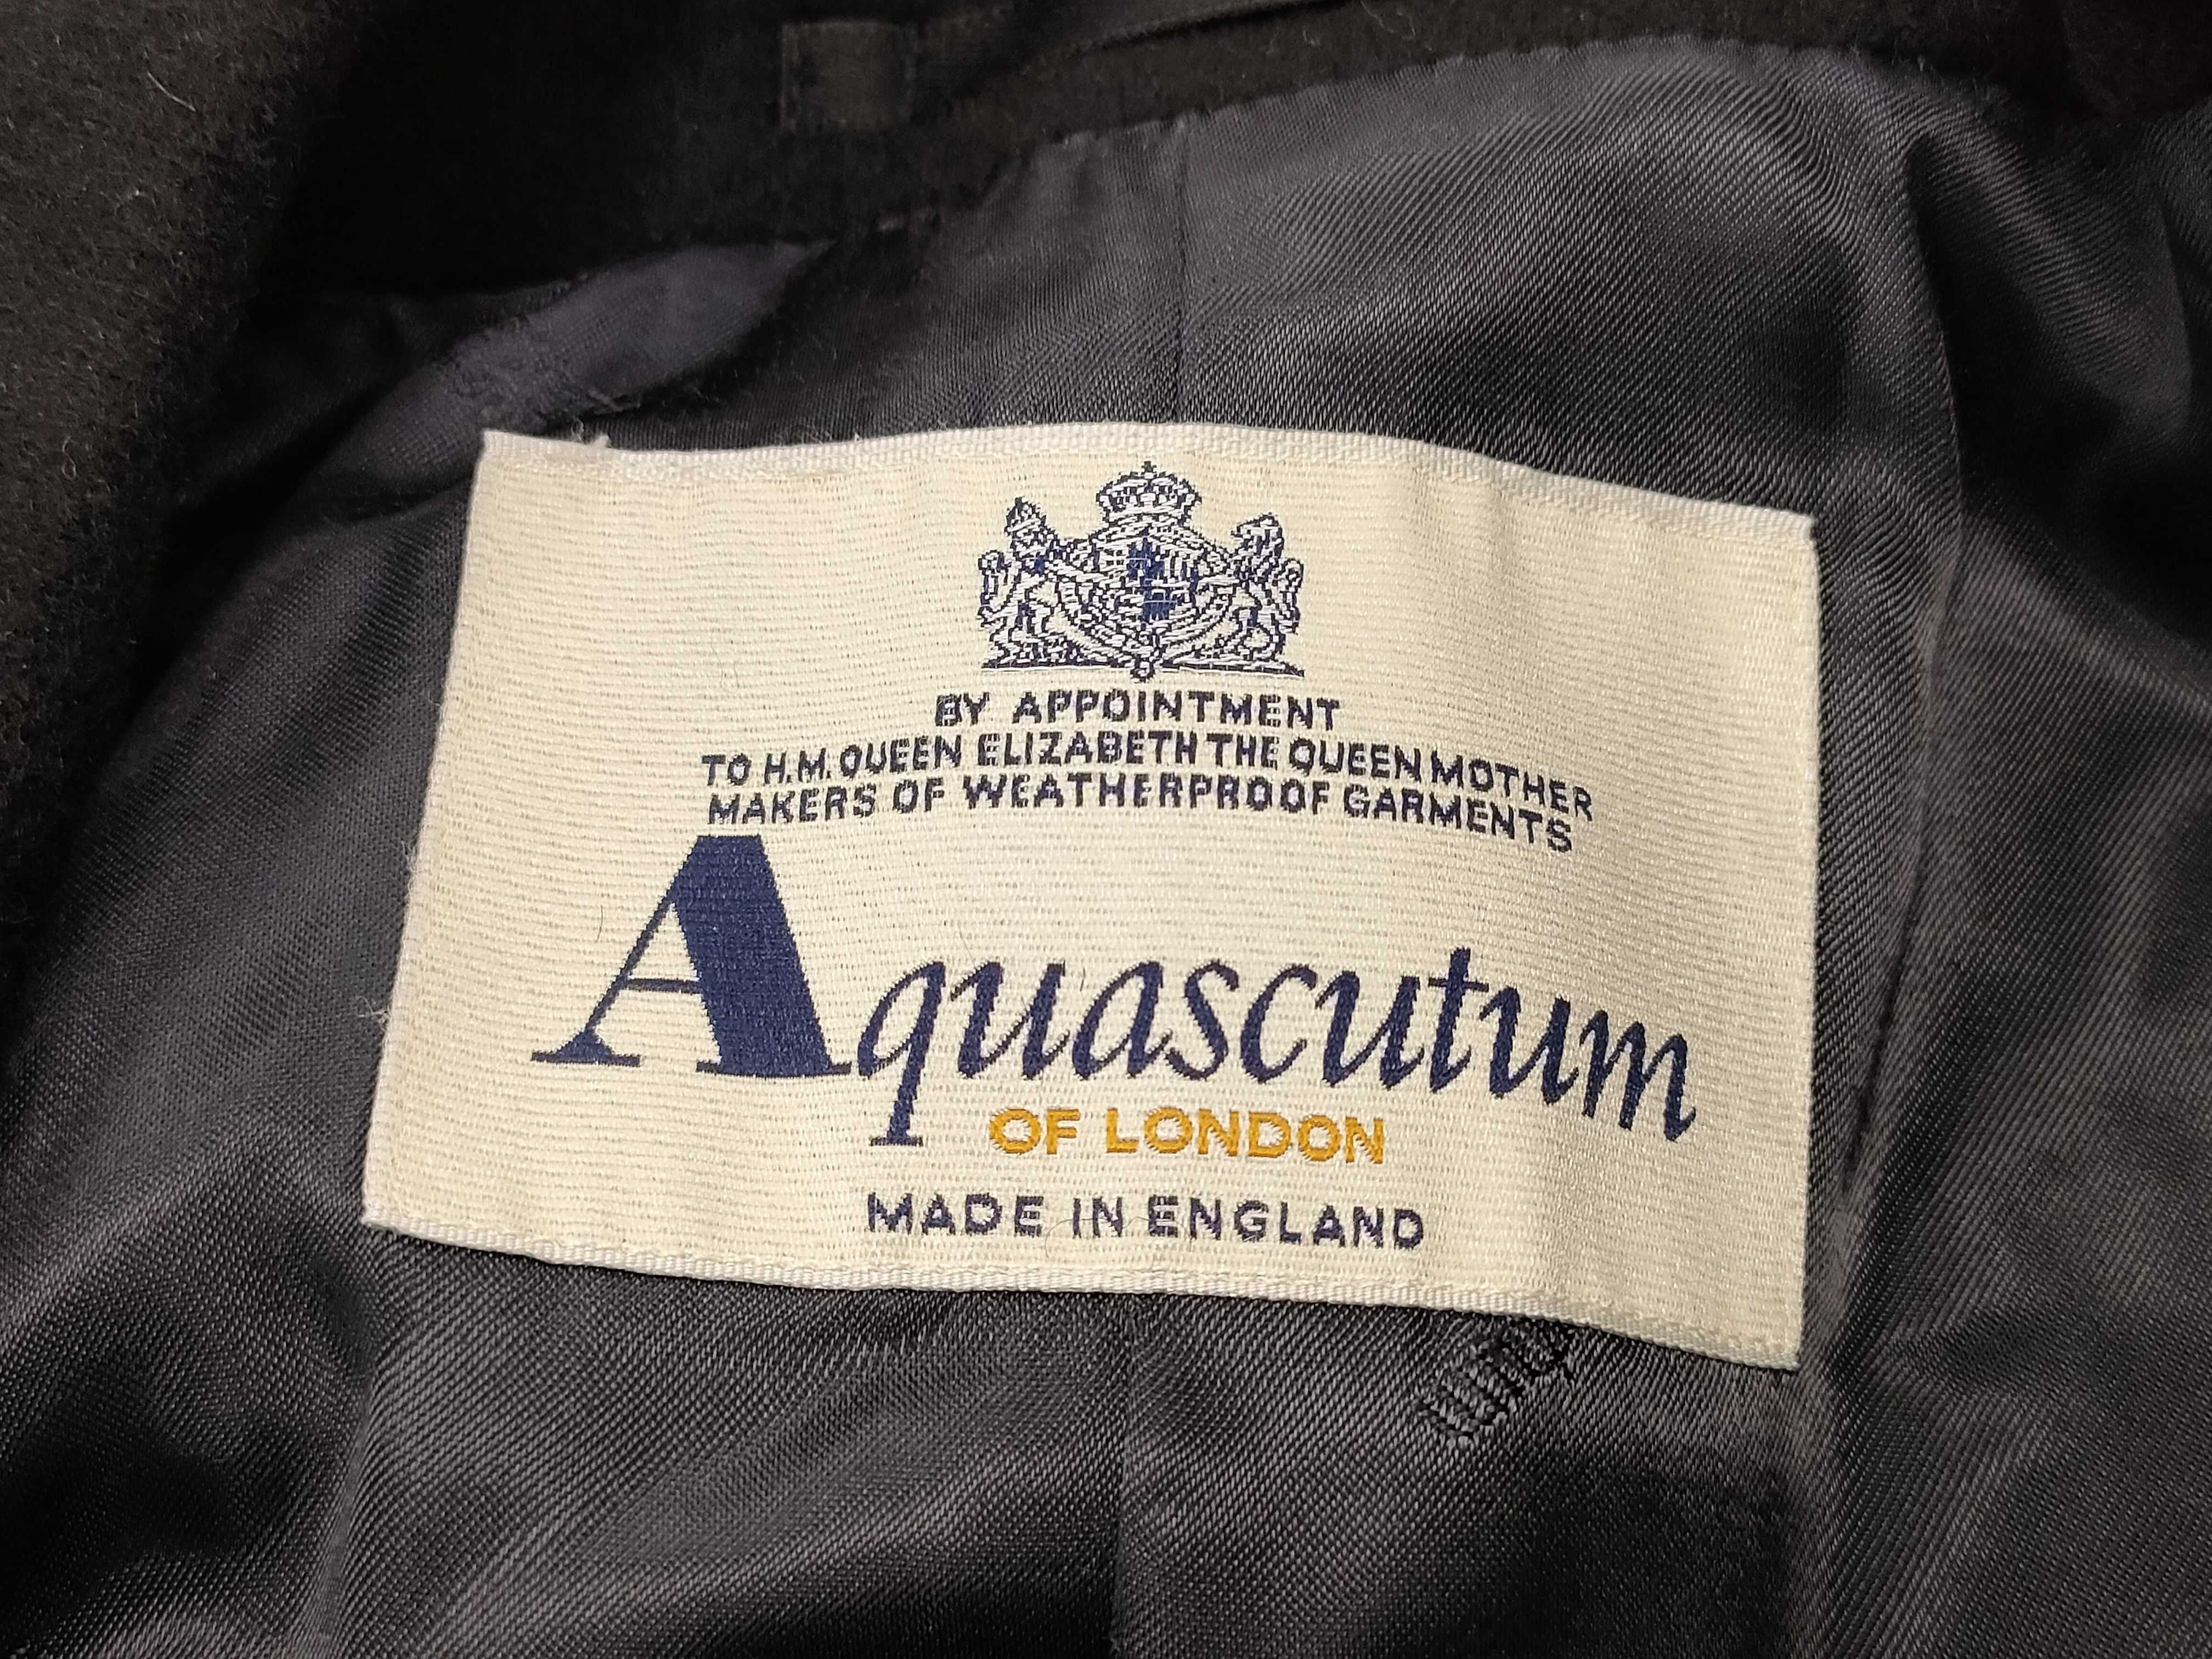 BY APPOINTMENT
TO H.M. QUEEN ELIZABETH THE QUEEN MOTHER
MAKERS OF WEATHERPROOF GARMENTS
Aquascutum
OF LONDON
MADE IN ENGLAND